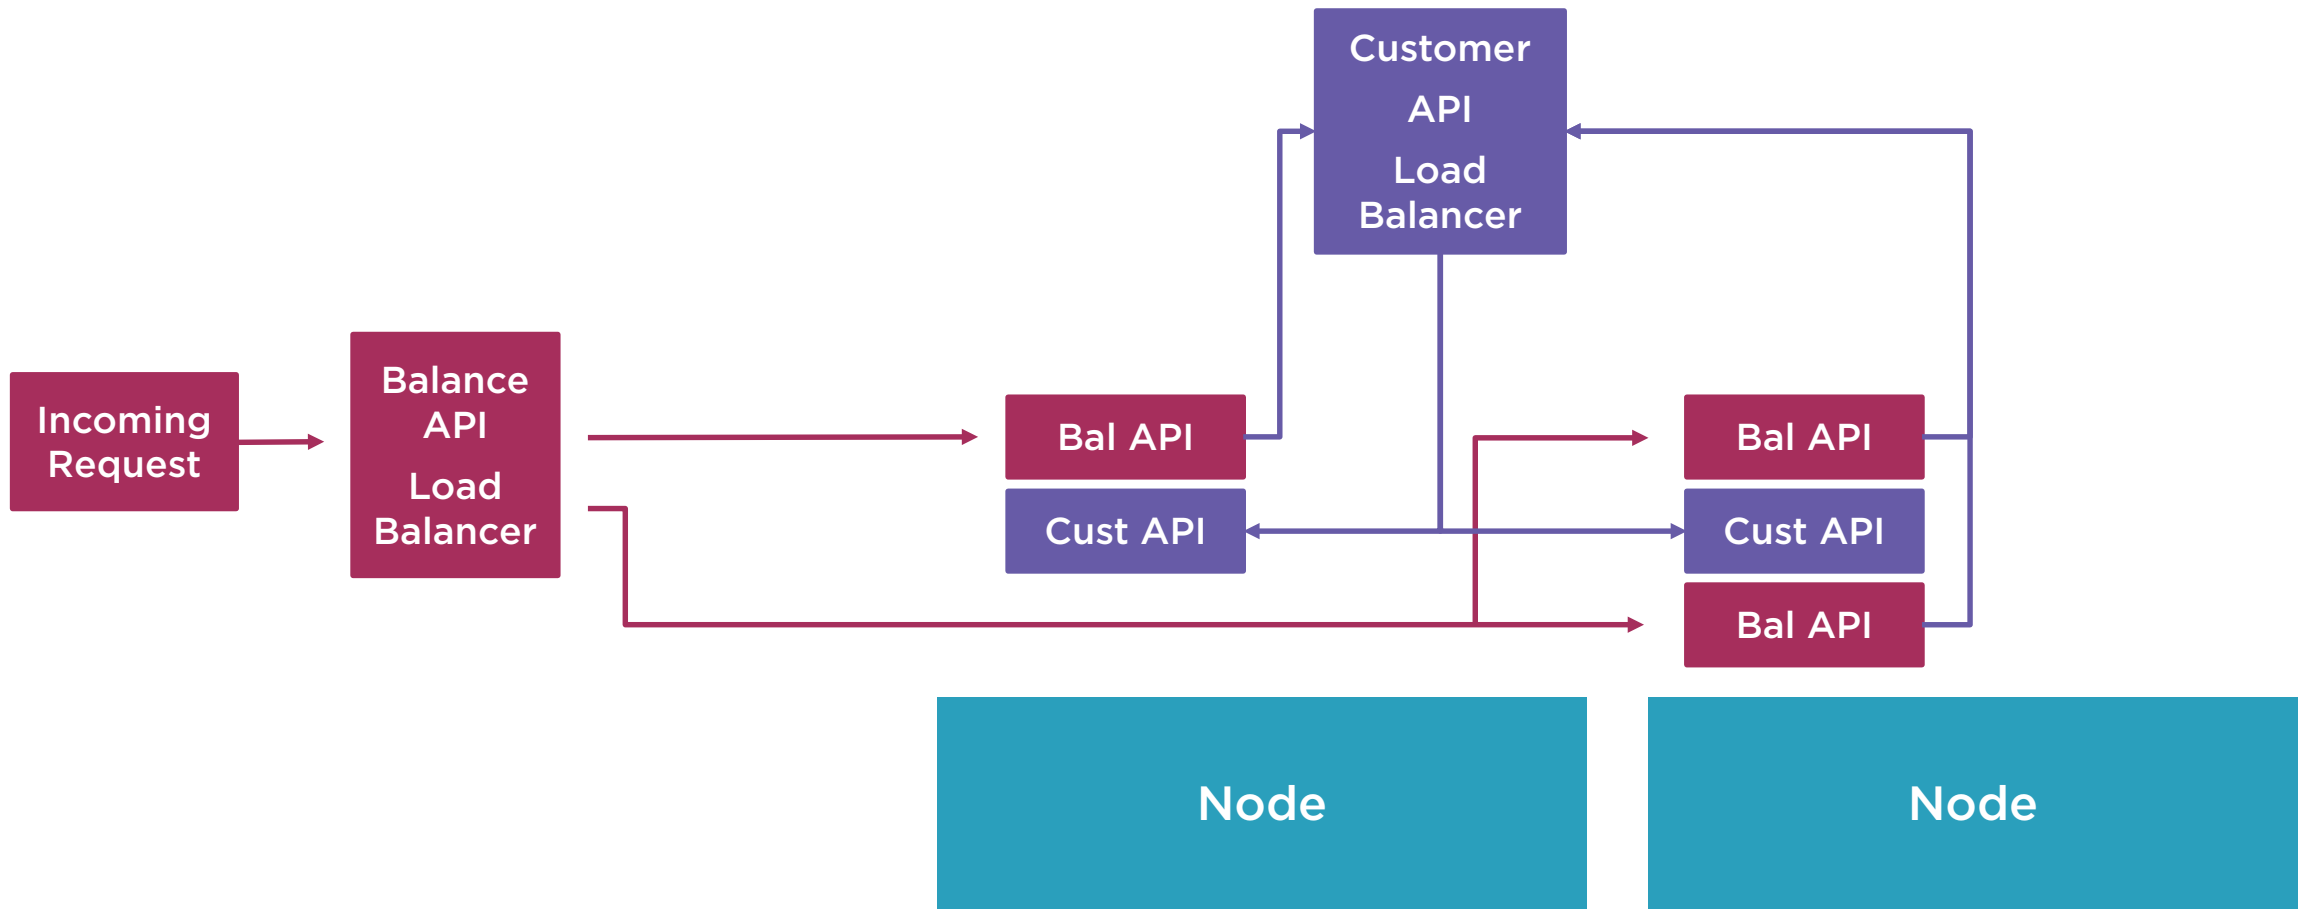 Customer
API
Load
Balancer
Incoming
Request
Balance
API
Load
Balancer
Bal API
Cust API
Bal API
Cust API
Bal API
Node
Node